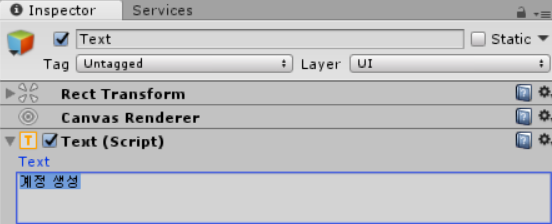 Inspector Services
Text Static
Tag Untagged Layer UI
Rect Transform
Canvas Renderer
T Text (Script)
Text
계정 생성